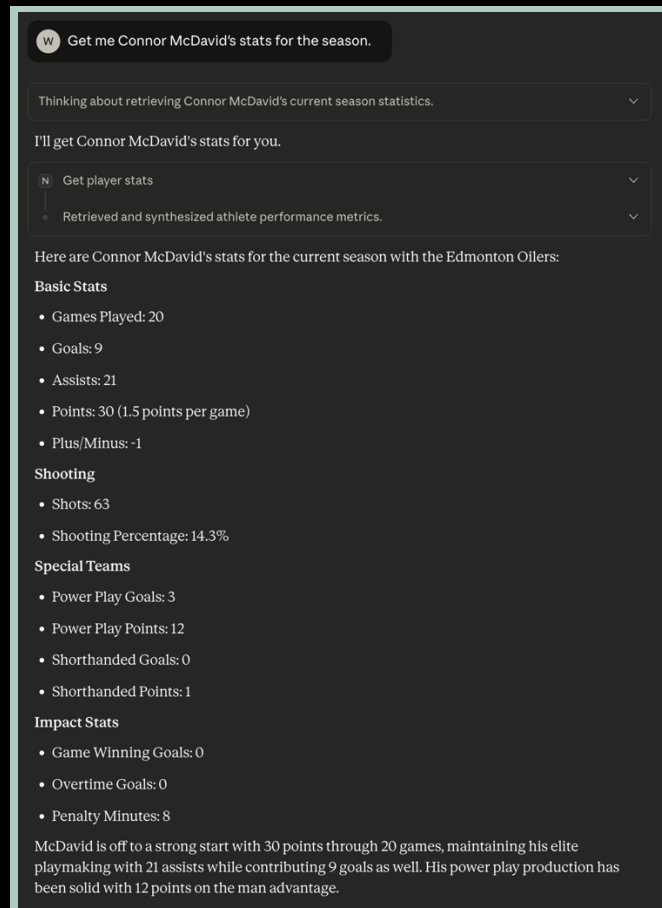 W Get me Connor McDavid's stats for the season.
Thinking about retrieving Connor McDavid's current season statistics.
I'll get Connor McDavid's stats for you.
N Get player stats
Retrieved and synthesized athlete performance metrics.
Here are Connor McDavid's stats for the current season with the Edmonton Oilers:
Basic Stats
• Games Played: 20
• Goals: 9
• Assists: 21
• Points: 30 (1.5 points per game)
• Plus/Minus: -1
Shooting
• Shots: 63
• Shooting Percentage: 14.3%
Special Teams
• Power Play Goals: 3
• Power Play Points: 12
• Shorthanded Goals: 0
• Shorthanded Points: 1
Impact Stats
• Game Winning Goals: 0
• Overtime Goals: 0
• Penalty Minutes: 8
McDavid is off to a strong start with 30 points through 20 games, maintaining his elite
playmaking with 21 assists while contributing 9 goals as well. His power play production has
been solid with 12 points on the man advantage.